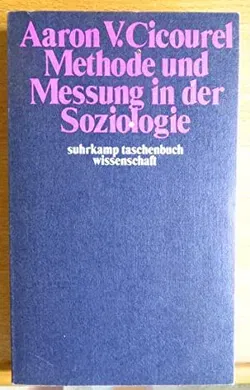 Aaron V. Cicourel
Methode und
Messung in der
Soziologie
suhrkamp taschenbuch
wissenschaft